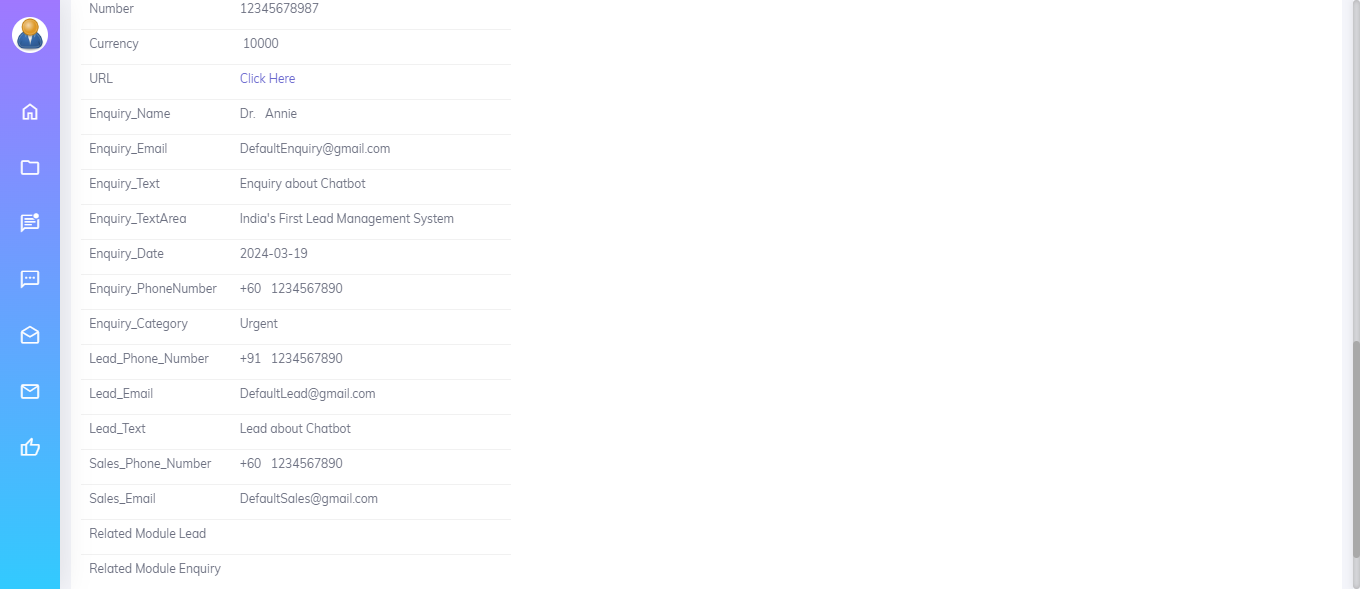 Number 12345678987
Currency 10000
URL Click Here
Enquiry_Name Dr. Annie
Enquiry_Email DefaultEnquiry@gmail.com
Enquiry_Text Enquiry about Chatbot
Enquiry_TextArea India's First Lead Management System
Enquiry_Date 2024-03-19
Enquiry_PhoneNumber +60 1234567890
Enquiry_Category Urgent
Lead_Phone_Number +91 1234567890
Lead_Email DefaultLead@gmail.com
Lead_Text Lead about Chatbot
Sales_Phone_Number +60 1234567890
Sales_Email DefaultSales@gmail.com
Related Module Lead
Related Module Enquiry